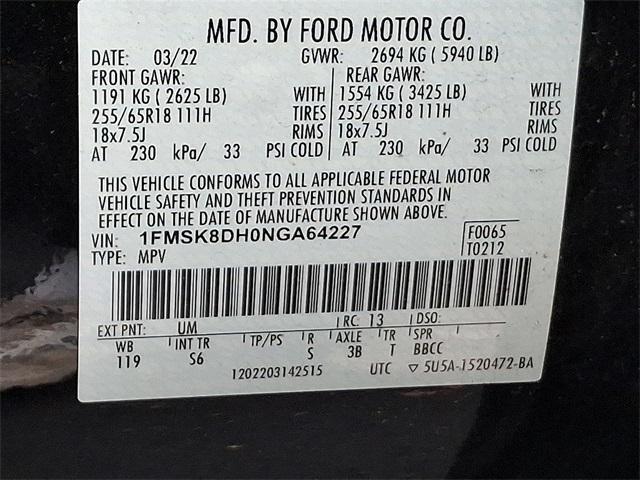 MFD. BY FORD MOTOR CO.
DATE: 03/22 GVWR: 2694 KG ( 5940 LB)
FRONT GAWR: REAR GAWR:
1191 KG ( 2625 LB) WITH 1554 KG ( 3425 LB) WITH
255/65R18 111H TIRES 255/65R18 111H TIRES
18x7.5J RIMS 18x7.5J RIMS
AT 230 kPa/ 33 PSI COLD AT 230 kPa/ 33 PSI COLD
THIS VEHICLE CONFORMS TO ALL APPLICABLE FEDERAL MOTOR
VEHICLE SAFETY AND THEFT PREVENTION STANDARDS IN
EFFECT ON THE DATE OF MANUFACTURE SHOWN ABOVE.
VIN: 1FMSK8DH0NGA64227 F0065
TYPE: MPV T0212
EXT PNT: UM RC: 13 DSO:
WB INT TR TP/PS R AXLE TR SPR
119 S6 S 3B T BBCC
1202203142515 UTC ▽ 5U5A-1520472-BA